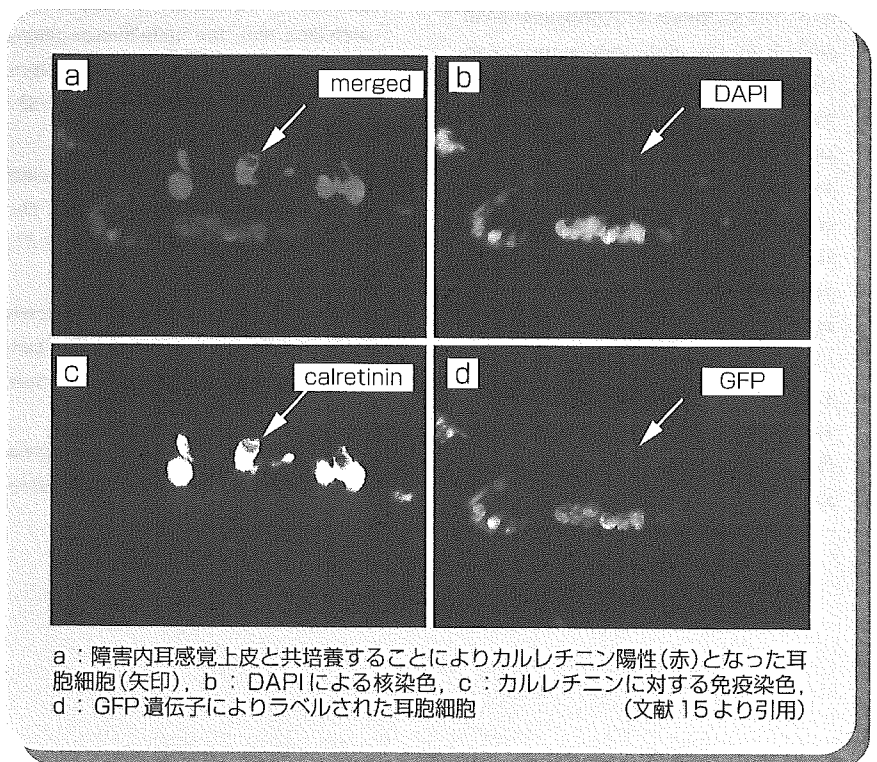 a
merged
b
DAPI
c
calretinin
d
GFP
a：障害内耳感覚上皮と共培養することによりカルレチニン陽性(赤)となった耳
胞細胞(矢印)，b：DAPIによる核染色，c：カルレチニンに対する免疫染色，
d：GFP遺伝子によりラベルされた耳胞細胞　　　　(文献15より引用)